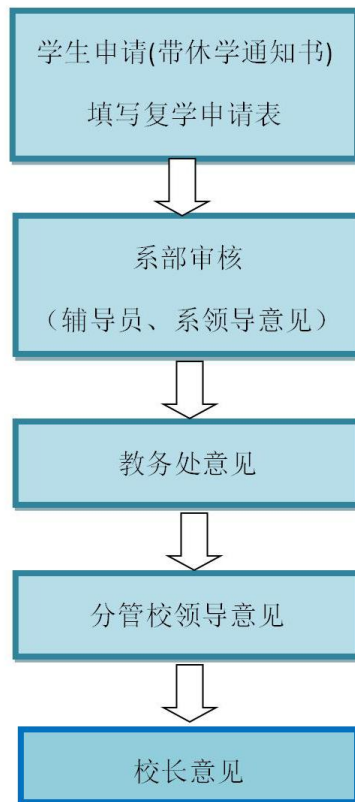 学生申请(带休学通知书)
填写复学申请表
系部审核
（辅导员、系领导意见）
教务处意见
分管校领导意见
校长意见